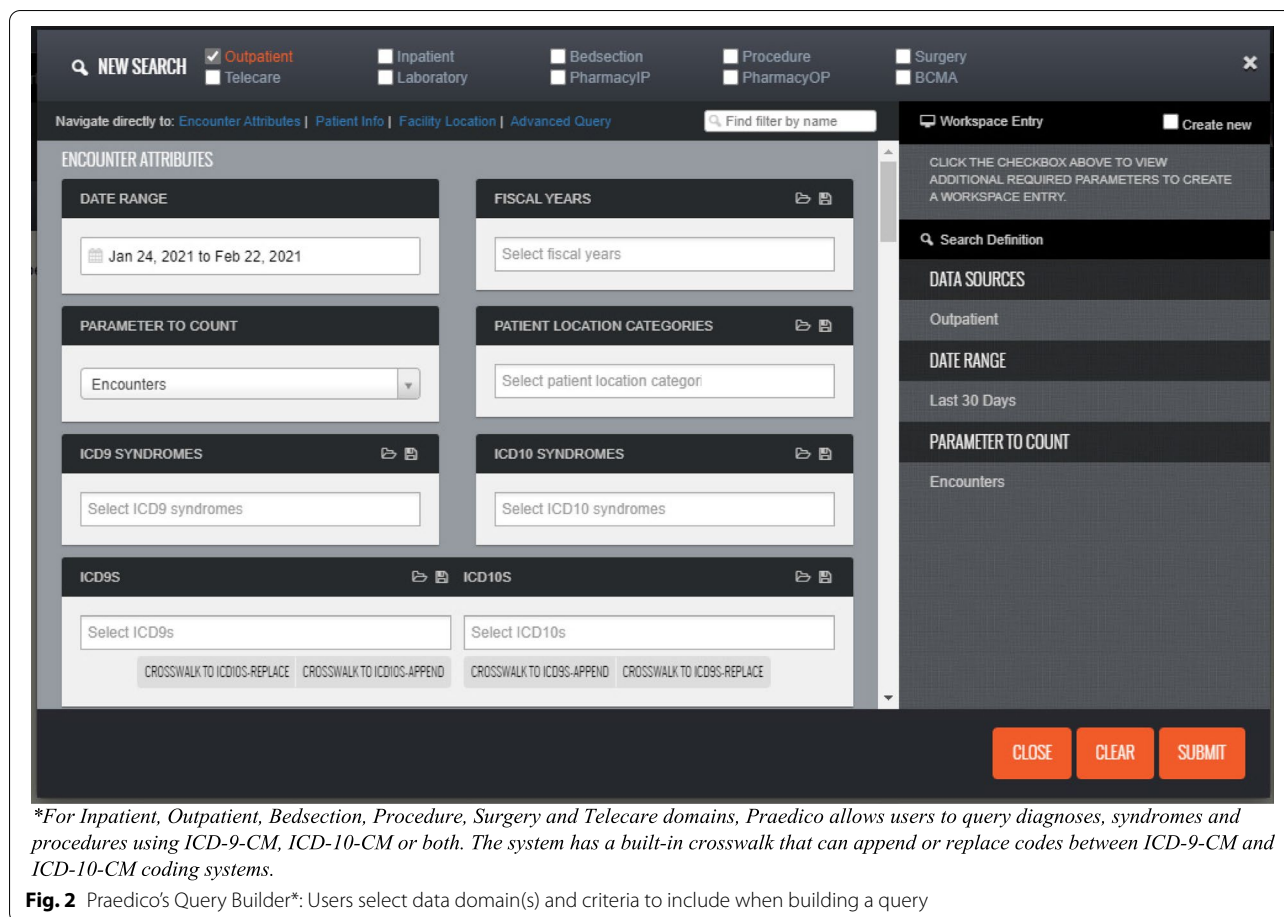 NEW SEARCH
Outpatient Inpatient Bedsection Procedure Surgery
Telecare Laboratory PharmacyIP PharmacyOP BCMA
Navigate directly to: Encounter Attributes | Patient Info | Facility Location | Advanced Query
Find filter by name
ENCOUNTER ATTRIBUTES
DATE RANGE
Jan 24, 2021 to Feb 22, 2021
FISCAL YEARS
Select fiscal years
PARAMETER TO COUNT
Encounters
PATIENT LOCATION CATEGORIES
Select patient location categori
ICD9 SYNDROMES
Select ICD9 syndromes
ICD10 SYNDROMES
Select ICD10 syndromes
ICD9S
ICD10S
Select ICD9s
Select ICD10s
CROSSWALK TO ICD10S-REPLACE CROSSWALK TO ICD10S-APPEND
CROSSWALK TO ICD9S-APPEND CROSSWALK TO ICD9S-REPLACE
Workspace Entry
Create new
CLICK THE CHECKBOX ABOVE TO VIEW
ADDITIONAL REQUIRED PARAMETERS TO CREATE
A WORKSPACE ENTRY.
Search Definition
DATA SOURCES
Outpatient
DATE RANGE
Last 30 Days
PARAMETER TO COUNT
Encounters
CLOSE CLEAR SUBMIT
*For Inpatient, Outpatient, Bedsection, Procedure, Surgery and Telecare domains, Praedico allows users to query diagnoses, syndromes and
procedures using ICD-9-CM, ICD-10-CM or both. The system has a built-in crosswalk that can append or replace codes between ICD-9-CM and
ICD-10-CM coding systems.
Fig. 2 Praedico's Query Builder*: Users select data domain(s) and criteria to include when building a query